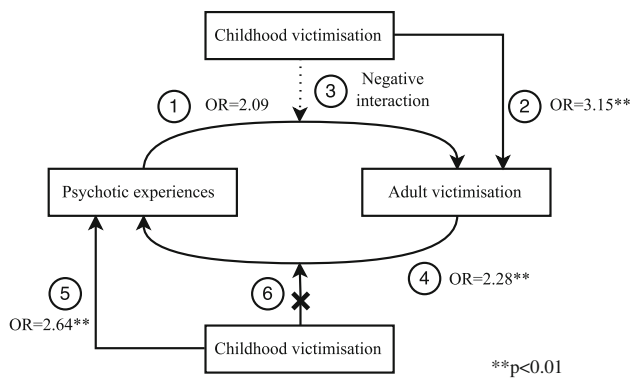 Childhood victimisation
1
OR=2.09
3
Negative
interaction
2
OR=3.15**
Psychotic experiences
Adult victimisation
5
OR=2.64**
6
4
OR=2.28**
Childhood victimisation
**p<0.01